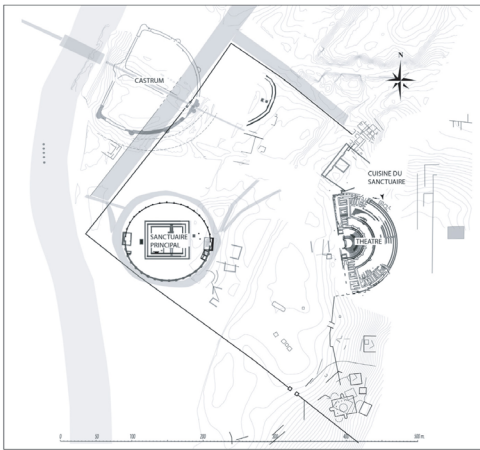 N
CASTRUM
CUISINE DU
SANCTUAIRE
SANCTUAIRE
PRINCIPAL
THEATRE
0 50 100 200 300 400 500 m.